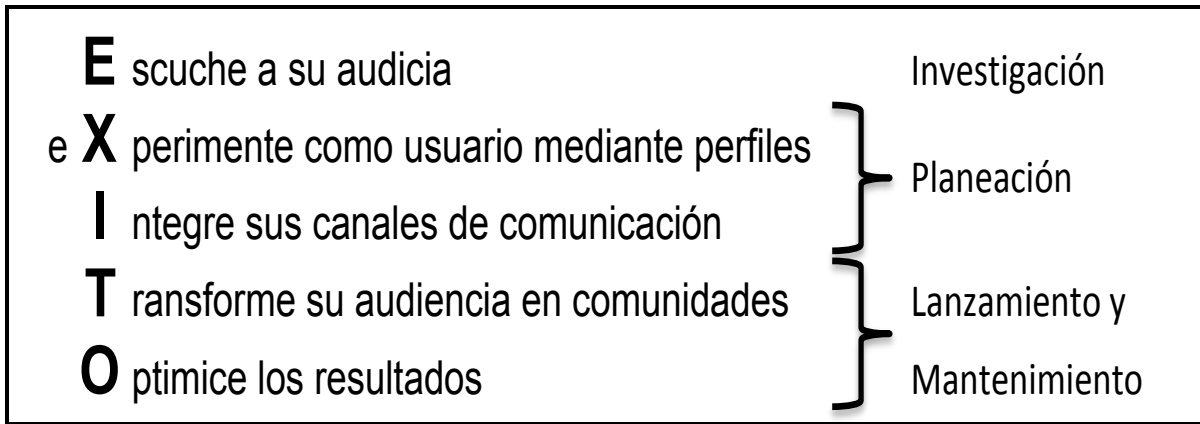 E scuche a su audicia Investigación
e X perimente como usuario mediante perfiles
Planeación
I ntegre sus canales de comunicación
T ransforme su audiencia en comunidades Lanzamiento y
O ptimice los resultados Mantenimiento